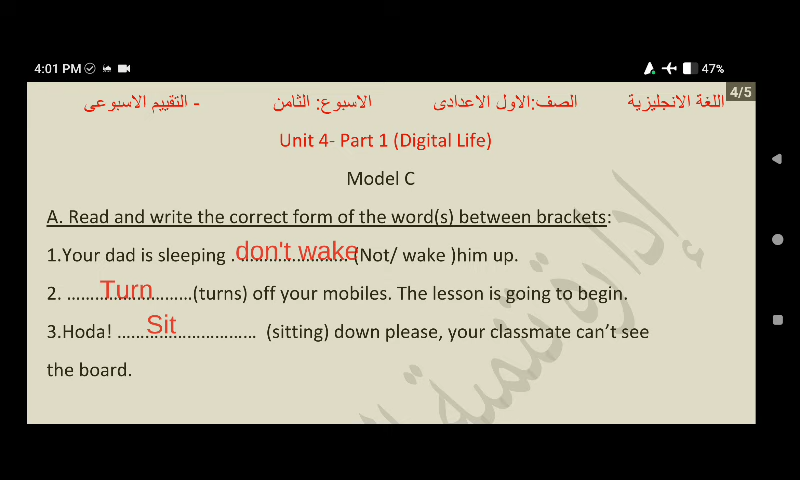 4:01 PM 47%
4/5
اللغة الانجليزية الصف:الاول الاعدادى الاسبوع: الثامن - التقييم الاسبوعى
Unit 4- Part 1 (Digital Life)
Model C
A. Read and write the correct form of the word(s) between brackets:
1.Your dad is sleeping . don't wake (Not/ wake )him up.
2. ......Turn......(turns) off your mobiles. The lesson is going to begin.
3.Hoda! ......Sit...... (sitting) down please, your classmate can't see
the board.